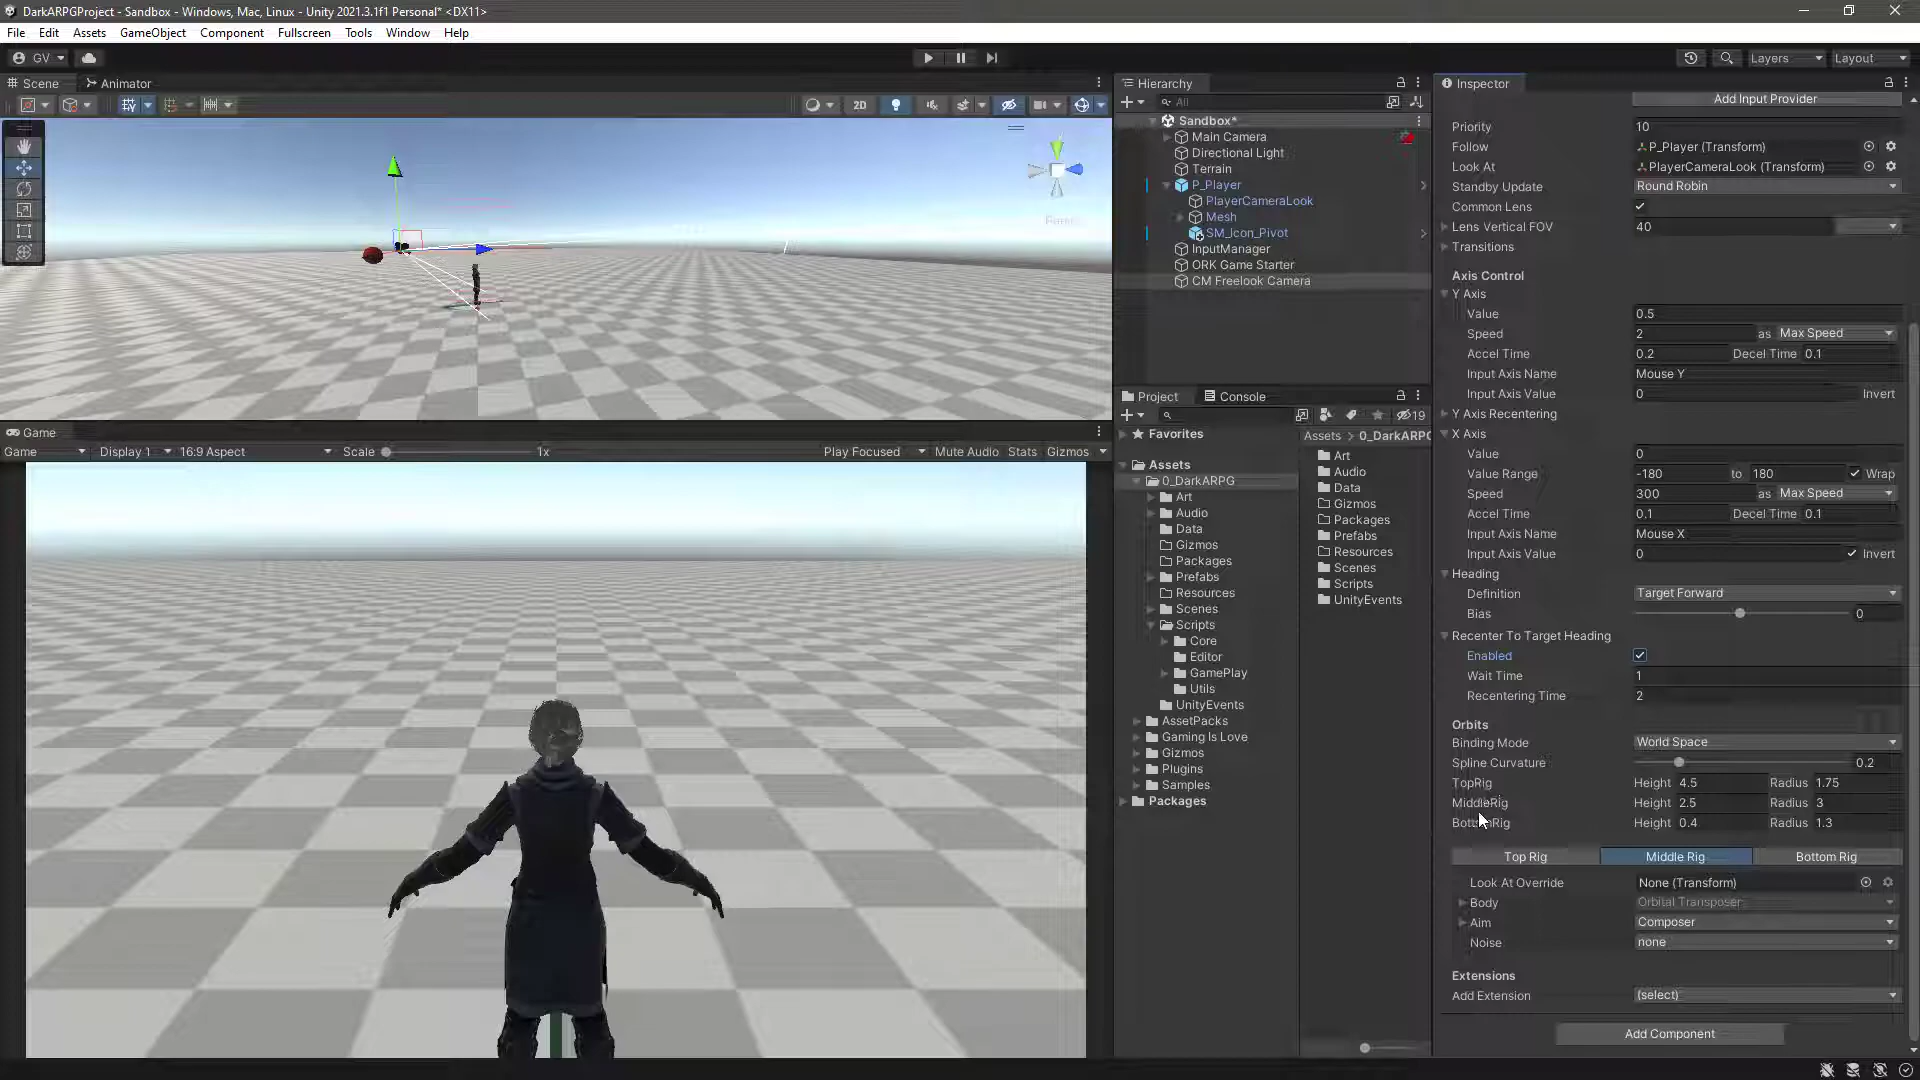 DarkARPGProject - Sandbox - Windows, Mac, Linux - Unity 2021.3.1f1 Personal* <DX11>
File Edit Assets GameObject Component Fullscreen Tools Window Help
GV Layers Layout
Scene Animator
2D
Game
Game Display 1 16:9 Aspect Scale 1x Play Focused Mute Audio Stats Gizmos
Hierarchy
All
Sandbox*
Main Camera
Directional Light
Terrain
P_Player
PlayerCameraLook
Mesh
SM_Icon_Pivot
InputManager
ORK Game Starter
CM Freelook Camera
Project Console
19
Favorites
Assets
0_DarkARPG
Art
Audio
Data
Gizmos
Packages
Prefabs
Resources
Scenes
Scripts
Core
Editor
GamePlay
Utils
UnityEvents
AssetPacks
Gaming Is Love
Gizmos
Plugins
Samples
Packages
Assets > 0_DarkARPG
Art
Audio
Data
Gizmos
Packages
Prefabs
Resources
Scenes
Scripts
UnityEvents
Inspector
Add Input Provider
Priority 10
Follow P_Player (Transform)
Look At PlayerCameraLook (Transform)
Standby Update Round Robin
Common Lens
Lens Vertical FOV 40
Transitions
Axis Control
Y Axis
Value 0.5
Speed 2 as Max Speed
Accel Time 0.2 Decel Time 0.1
Input Axis Name Mouse Y
Input Axis Value 0 Invert
Y Axis Recentering
X Axis
Value 0
Value Range -180 to 180 Wrap
Speed 300 as Max Speed
Accel Time 0.1 Decel Time 0.1
Input Axis Name Mouse X
Input Axis Value 0 Invert
Heading
Definition Target Forward
Bias 0
Recenter To Target Heading
Enabled
Wait Time 1
Recentering Time 2
Orbits
Binding Mode World Space
Spline Curvature 0.2
TopRig Height 4.5 Radius 1.75
MiddleRig Height 2.5 Radius 3
BottomRig Height 0.4 Radius 1.3
Top Rig Middle Rig Bottom Rig
Look At Override None (Transform)
Body Orbital Transposer
Aim Composer
Noise none
Extensions
Add Extension (select)
Add Component